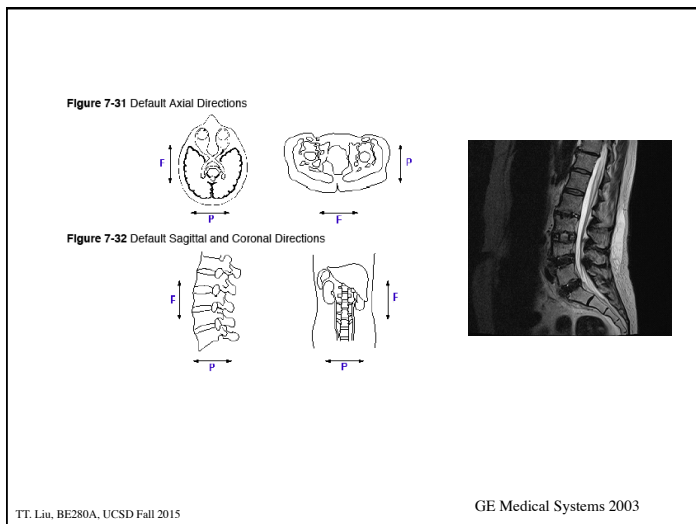 Figure 7-31 Default Axial Directions
F
P
P
F
Figure 7-32 Default Sagittal and Coronal Directions
F
F
P
P
TT. Liu, BE280A, UCSD Fall 2015
GE Medical Systems 2003